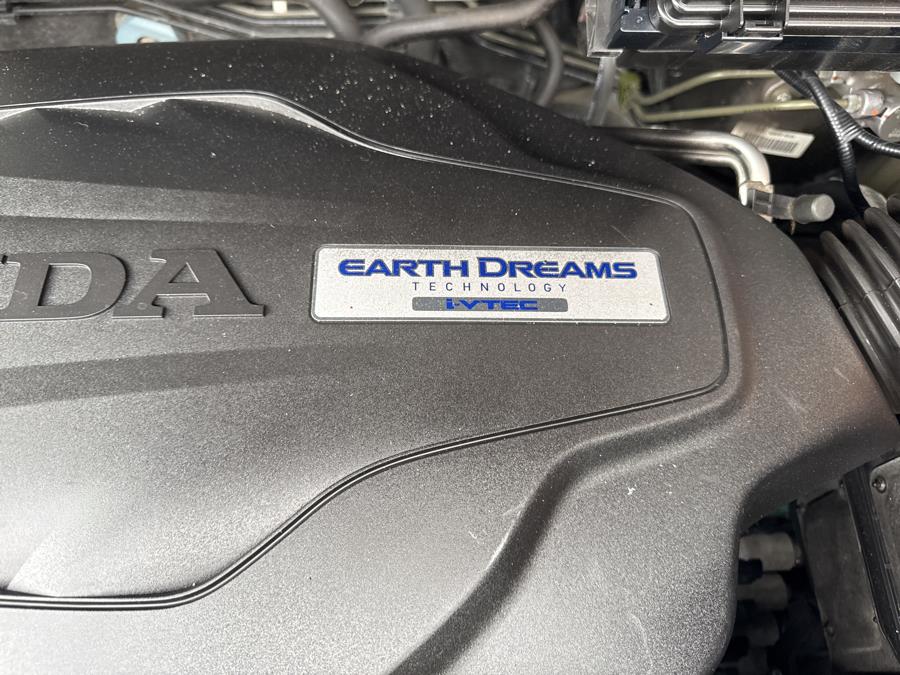 DA
EARTH DREAMS
TECHNOLOGY
i-VTEC